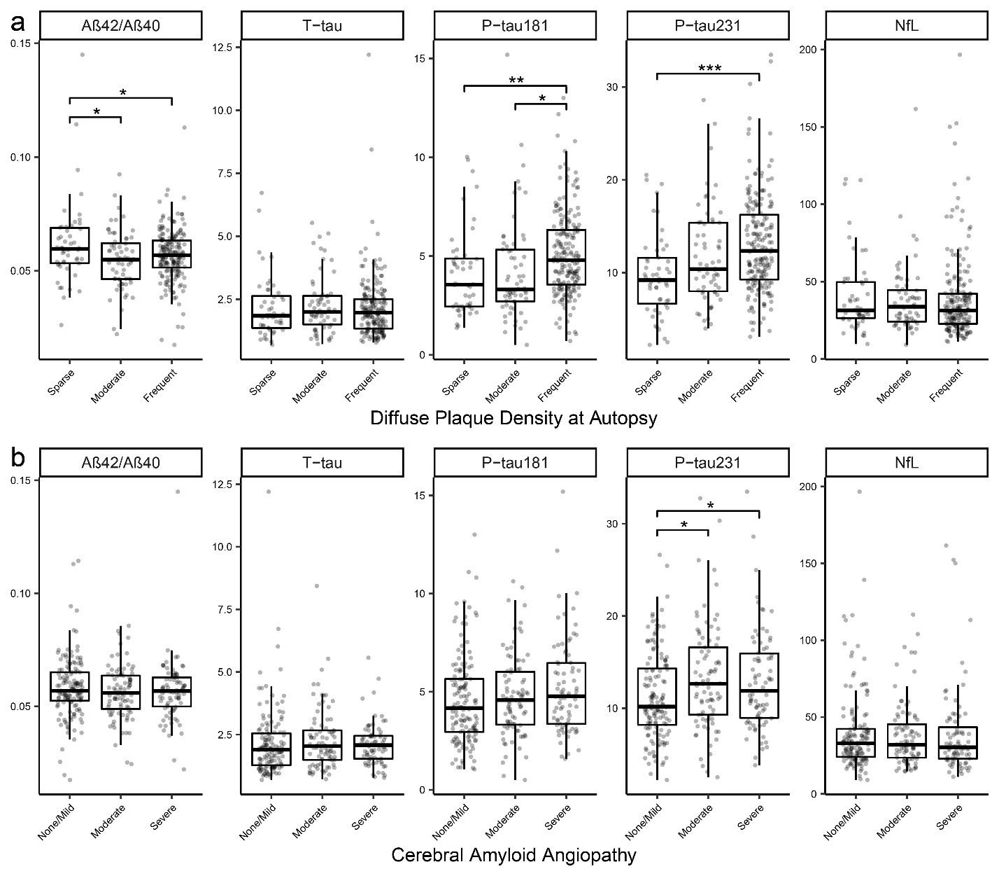 a
Aß42/Aß40 T−tau P−tau181 P−tau231 NfL
0.15
0.10
0.05
* *
Sparse Moderate Frequent
12.5
10.0
7.5
5.0
2.5
Sparse Moderate Frequent
15
10
5
0
** *
Sparse Moderate Frequent
30
20
10
***
Sparse Moderate Frequent
200
150
100
50
0
Sparse Moderate Frequent
Diffuse Plaque Density at Autopsy
b
Aß42/Aß40 T−tau P−tau181 P−tau231 NfL
0.15
0.10
0.05
None/Mild Moderate Severe
12.5
10.0
7.5
5.0
2.5
None/Mild Moderate Severe
15
10
5
0
None/Mild Moderate Severe
30
20
10
* *
None/Mild Moderate Severe
200
150
100
50
0
None/Mild Moderate Severe
Cerebral Amyloid Angiopathy